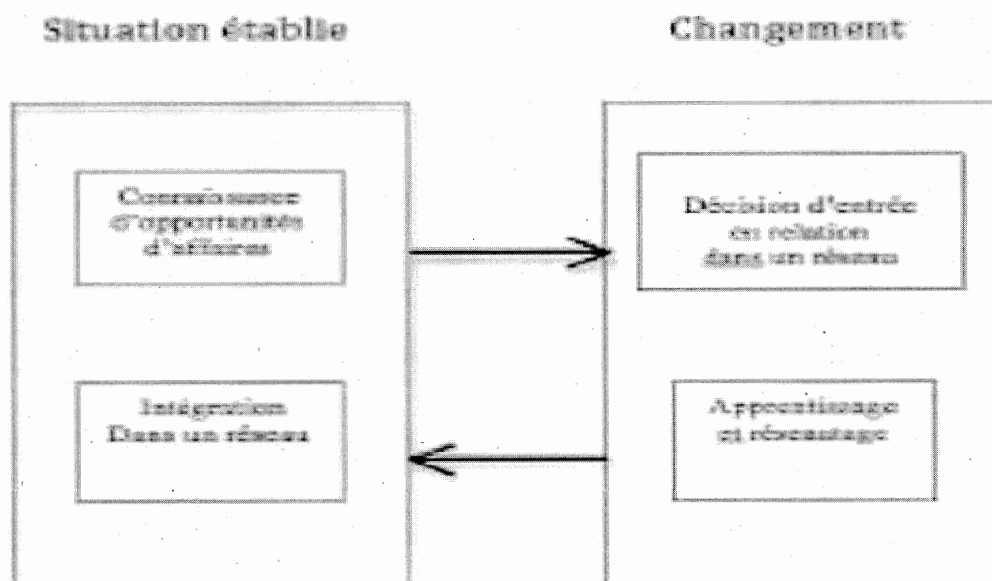 Situation établie
Changement
Connaissance
d'opportunités
d'affaires
Décision d'entrée
en relation
dans un réseau
Intégration
Dans un réseau
Apprentissage
et réseautage